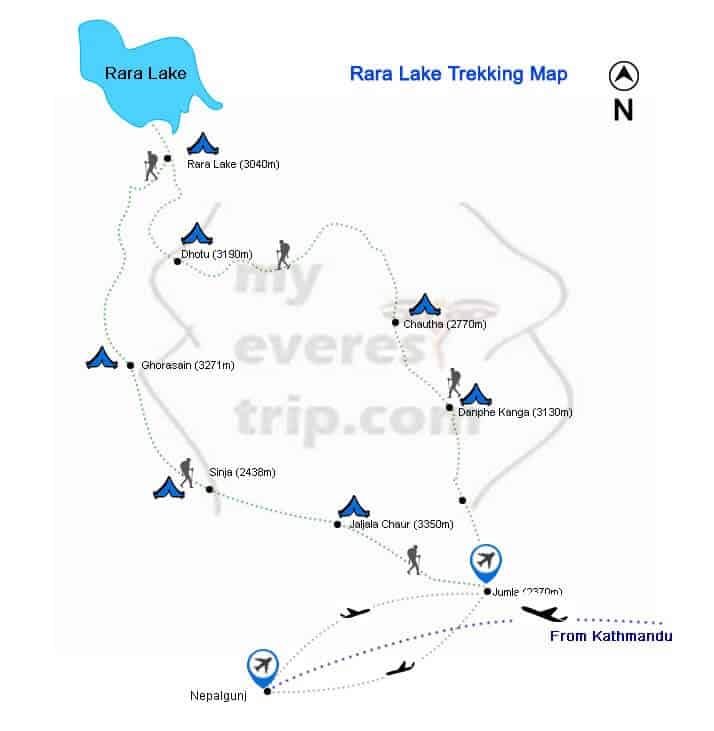 Rara Lake
Rara Lake Trekking Map
N
Rara Lake (3040m)
Dhotu (3190m)
my
Chautha (2770m)
everest
Ghorasain (3271m)
Danphe Kanga (3130m)
trip.com
Sinja (2438m)
Jaljala Chaur (3350m)
Jumla (2370m)
From Kathmandu
Nepalgunj